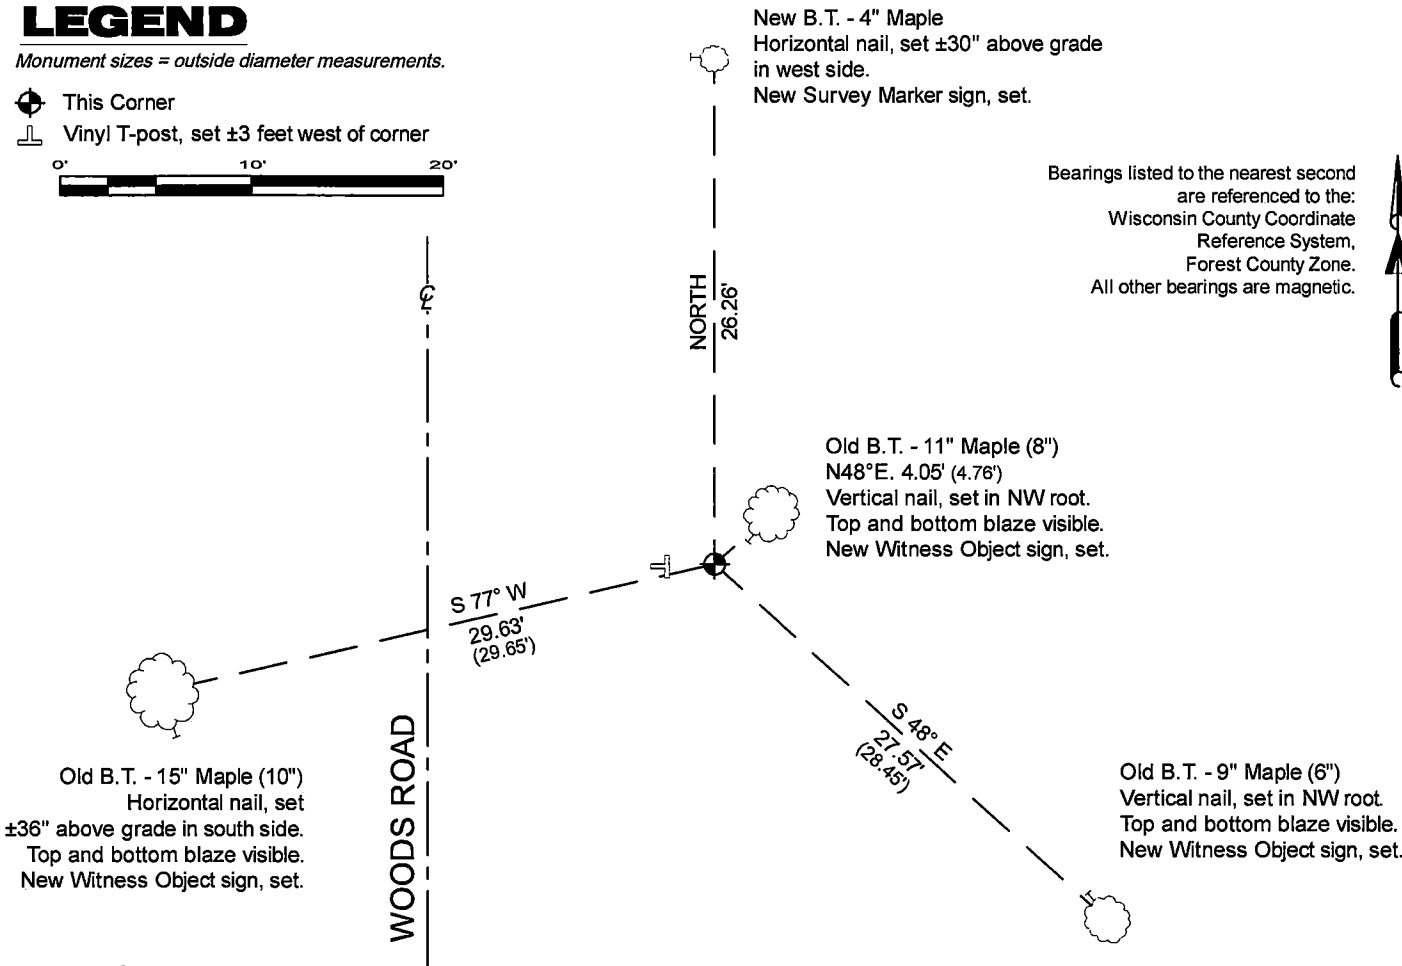 LEGEND
Monument sizes = outside diameter measurements.
This Corner
Vinyl T-post, set ±3 feet west of corner
0' 10' 20'
New B.T. - 4" Maple
Horizontal nail, set ±30" above grade
in west side.
New Survey Marker sign, set.
Bearings listed to the nearest second
are referenced to the:
Wisconsin County Coordinate
Reference System,
Forest County Zone.
All other bearings are magnetic.
℄
NORTH
26.26'
Old B.T. - 11" Maple (8")
N48°E. 4.05' (4.76')
Vertical nail, set in NW root.
Top and bottom blaze visible.
New Witness Object sign, set.
S 77° W
29.63'
(29.65')
S 48° E
27.57'
(28.45')
WOODS ROAD
Old B.T. - 15" Maple (10")
Horizontal nail, set
±36" above grade in south side.
Top and bottom blaze visible.
New Witness Object sign, set.
Old B.T. - 9" Maple (6")
Vertical nail, set in NW root.
Top and bottom blaze visible.
New Witness Object sign, set.